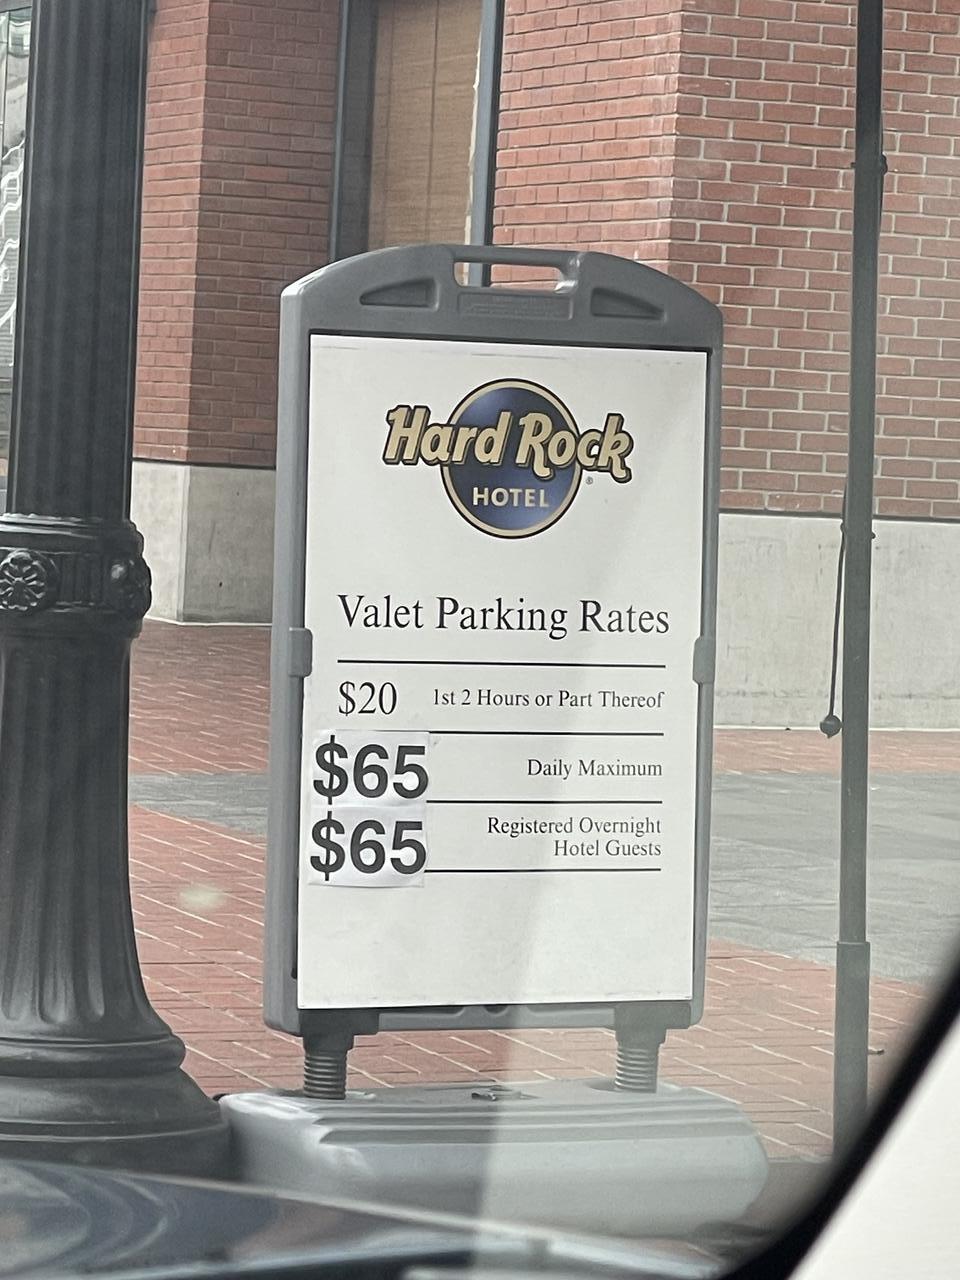 Hard Rock
HOTEL
Valet Parking Rates
$20 1st 2 Hours or Part Thereof
$65 Daily Maximum
$65 Registered Overnight
Hotel Guests